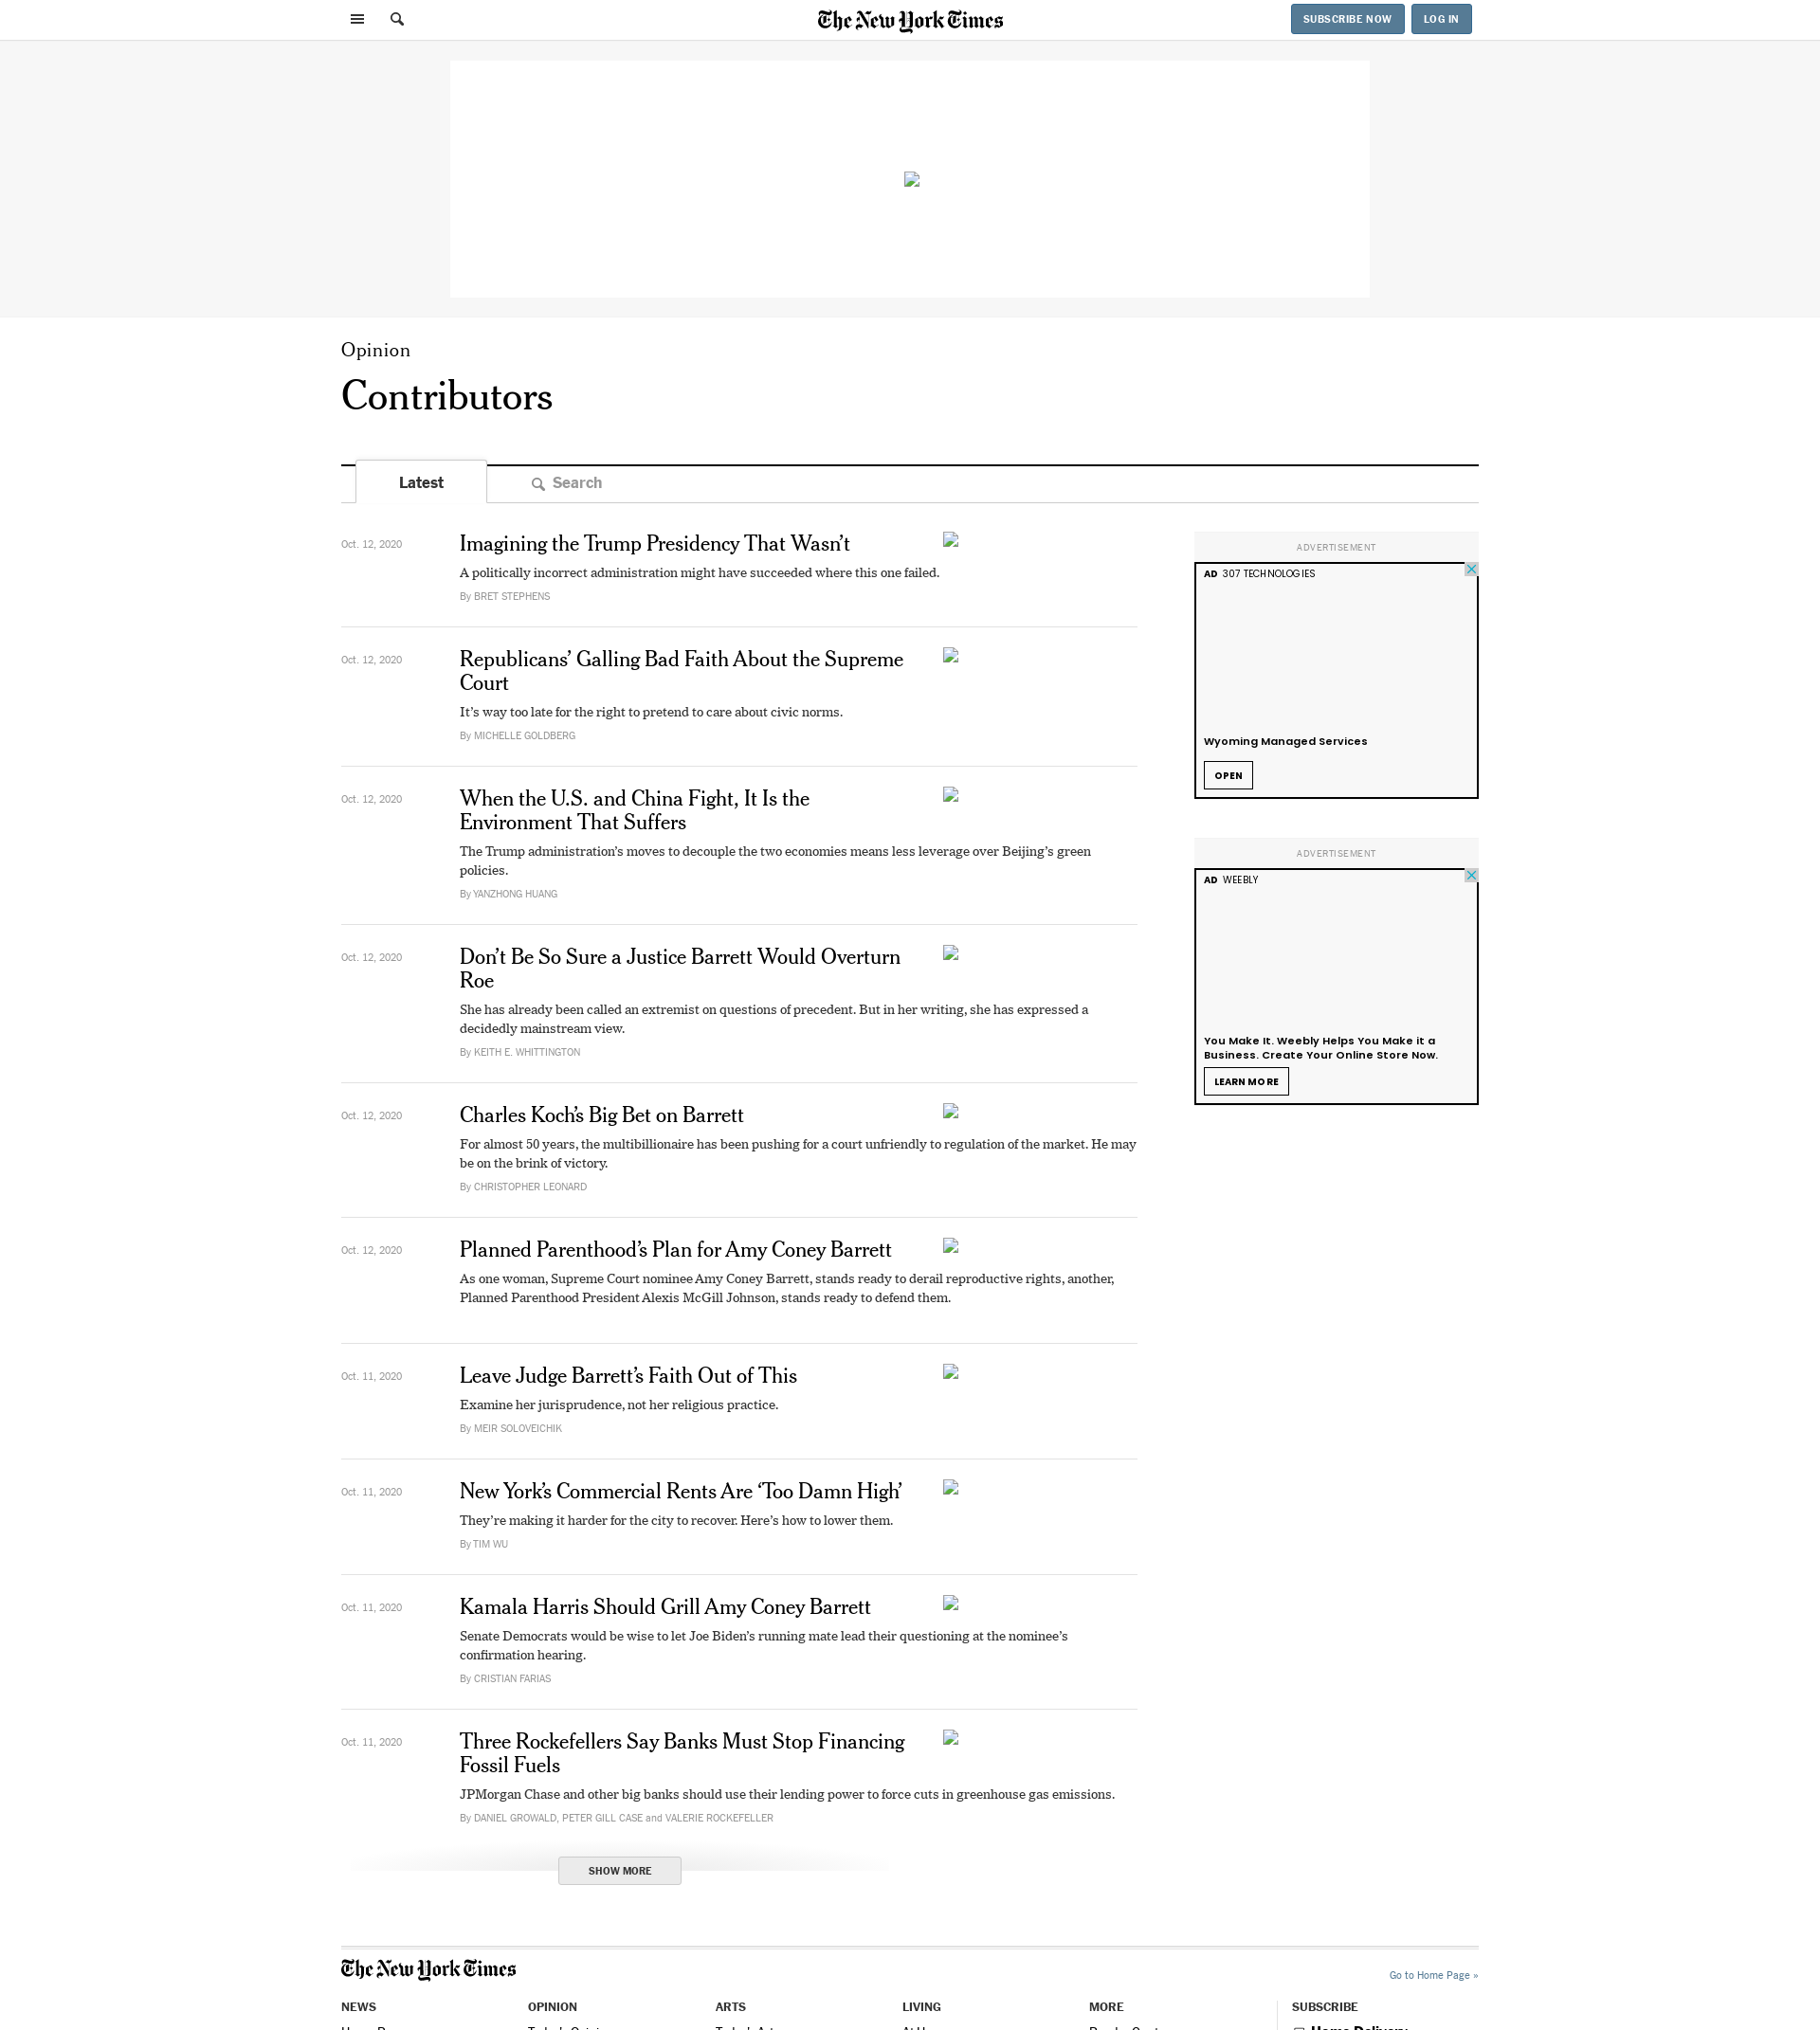 The New York Times
SUBSCRIBE NOW
LOG IN
Opinion
Contributors
Latest
Search
Oct. 12, 2020
Imagining the Trump Presidency That Wasn’t
A politically incorrect administration might have succeeded where this one failed.
By BRET STEPHENS
Oct. 12, 2020
Republicans’ Galling Bad Faith About the Supreme
Court
It’s way too late for the right to pretend to care about civic norms.
By MICHELLE GOLDBERG
Oct. 12, 2020
When the U.S. and China Fight, It Is the
Environment That Suffers
The Trump administration’s moves to decouple the two economies means less leverage over Beijing’s green
policies.
By YANZHONG HUANG
Oct. 12, 2020
Don’t Be So Sure a Justice Barrett Would Overturn
Roe
She has already been called an extremist on questions of precedent. But in her writing, she has expressed a
decidedly mainstream view.
By KEITH E. WHITTINGTON
Oct. 12, 2020
Charles Koch’s Big Bet on Barrett
For almost 50 years, the multibillionaire has been pushing for a court unfriendly to regulation of the market. He may
be on the brink of victory.
By CHRISTOPHER LEONARD
Oct. 12, 2020
Planned Parenthood’s Plan for Amy Coney Barrett
As one woman, Supreme Court nominee Amy Coney Barrett, stands ready to derail reproductive rights, another,
Planned Parenthood President Alexis McGill Johnson, stands ready to defend them.
Oct. 11, 2020
Leave Judge Barrett’s Faith Out of This
Examine her jurisprudence, not her religious practice.
By MEIR SOLOVEICHIK
Oct. 11, 2020
New York’s Commercial Rents Are ‘Too Damn High’
They’re making it harder for the city to recover. Here’s how to lower them.
By TIM WU
Oct. 11, 2020
Kamala Harris Should Grill Amy Coney Barrett
Senate Democrats would be wise to let Joe Biden’s running mate lead their questioning at the nominee’s
confirmation hearing.
By CRISTIAN FARIAS
Oct. 11, 2020
Three Rockefellers Say Banks Must Stop Financing
Fossil Fuels
JPMorgan Chase and other big banks should use their lending power to force cuts in greenhouse gas emissions.
By DANIEL GROWALD, PETER GILL CASE and VALERIE ROCKEFELLER
SHOW MORE
ADVERTISEMENT
AD 307 TECHNOLOGIES
Wyoming Managed Services
OPEN
ADVERTISEMENT
AD WEEBLY
You Make It. Weebly Helps You Make it a
Business. Create Your Online Store Now.
LEARN MORE
The New York Times
Go to Home Page »
NEWS
OPINION
ARTS
LIVING
MORE
SUBSCRIBE